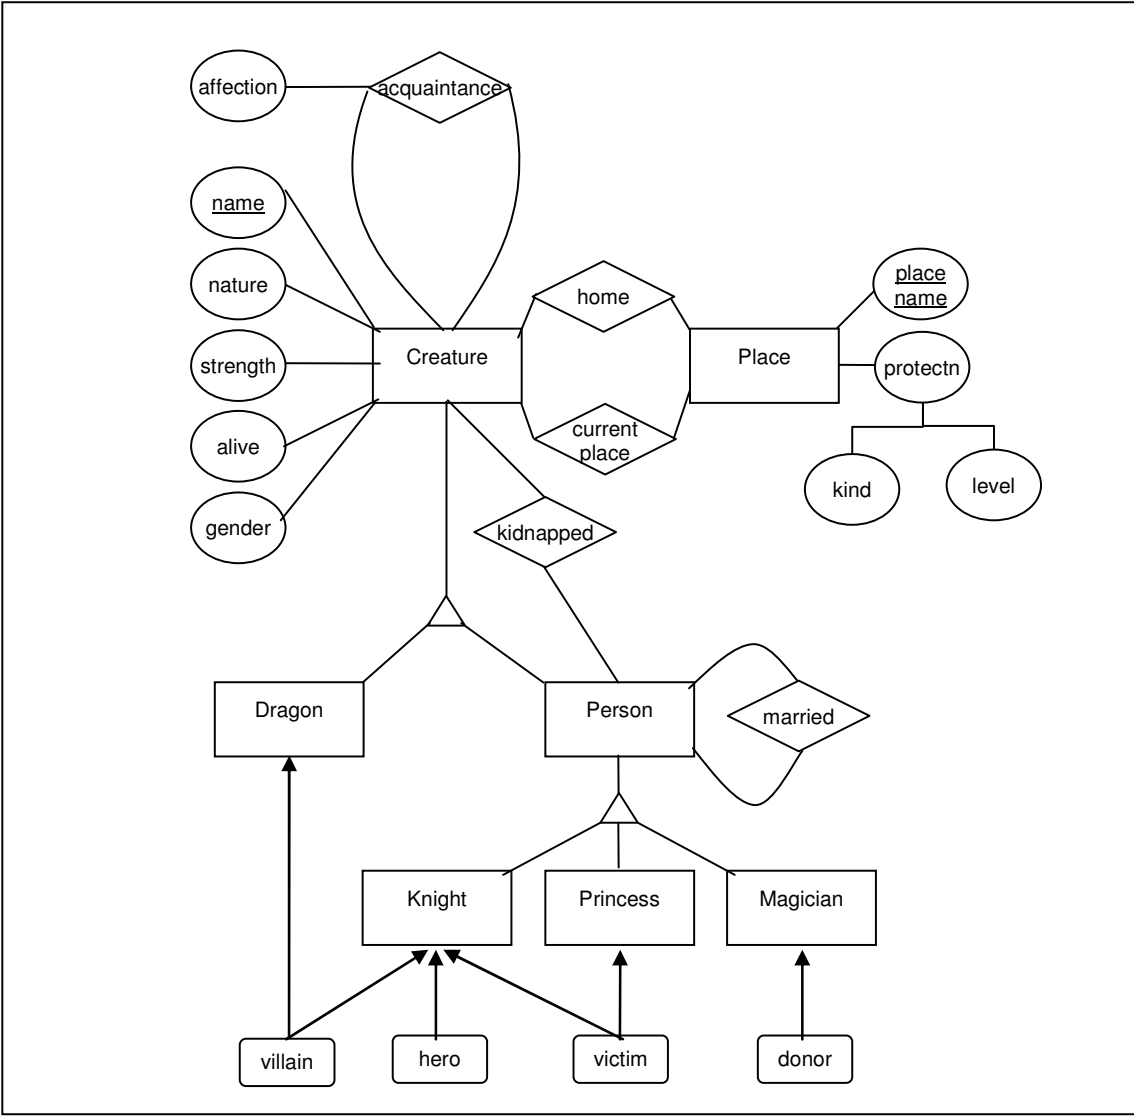 affection
acquaintance
name
nature
strength
alive
gender
Creature
home
current
place
Place
place
name
protectn
kind
level
kidnapped
Dragon
Person
married
Knight
Princess
Magician
villain
hero
victim
donor